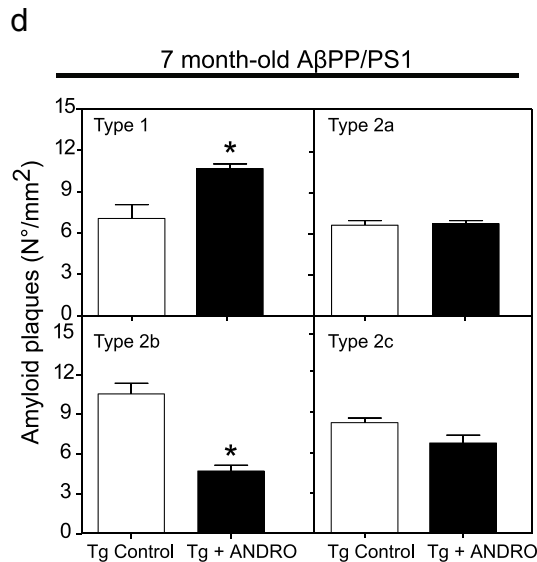 d
7 month-old AβPP/PS1
Amyloid plaques (N°/mm2)
15
12
9
6
3
0
Type 1
*
Type 2a
15
12
9
6
3
0
Type 2b
*
Type 2c
Tg Control Tg + ANDRO Tg Control Tg + ANDRO